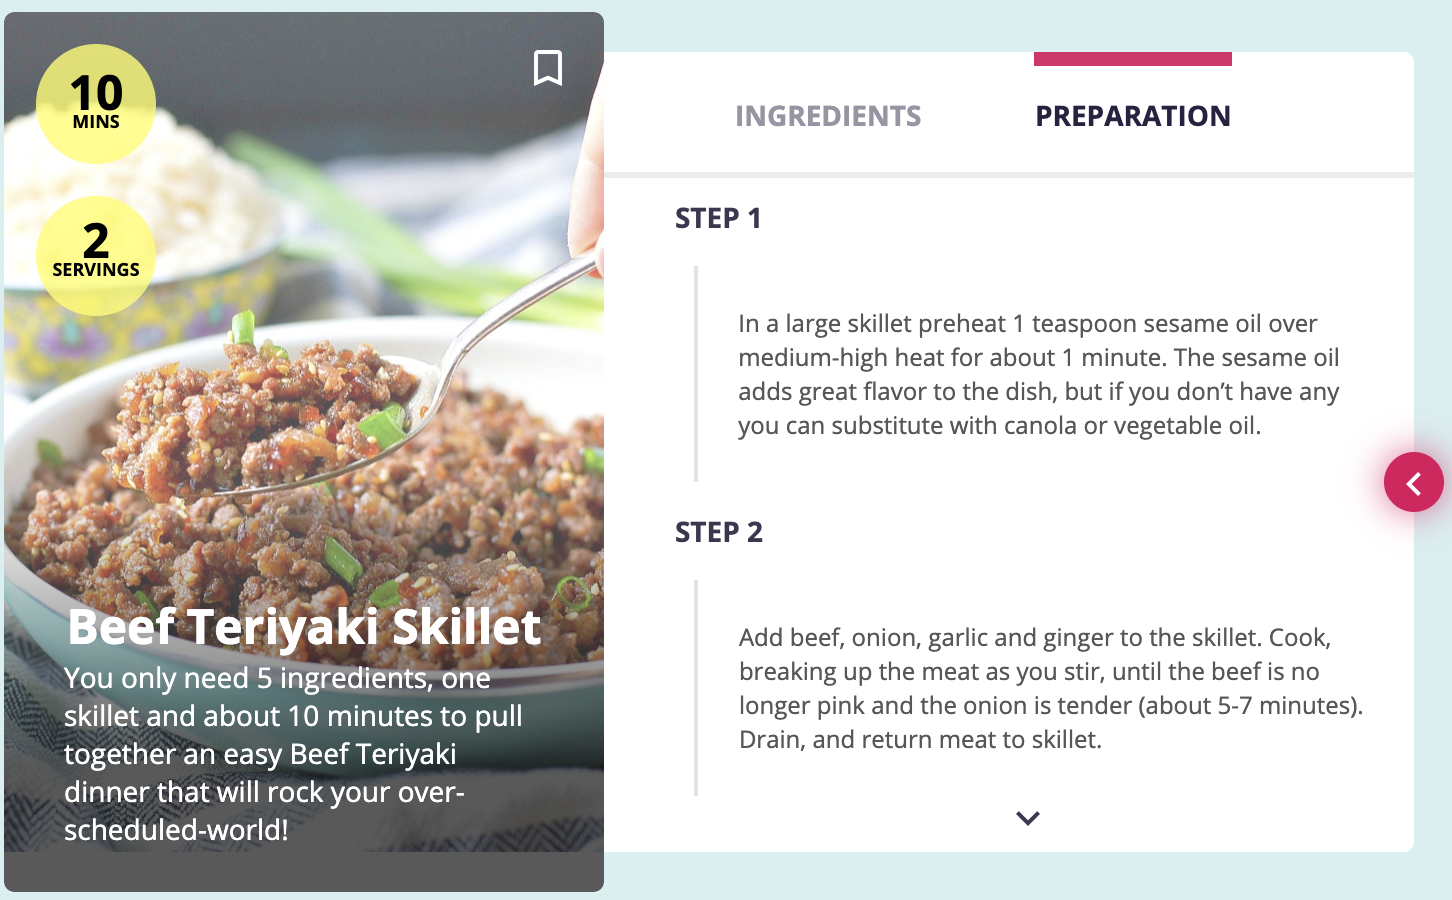 10
MINS
2
SERVINGS
Beef Teriyaki Skillet
You only need 5 ingredients, one
skillet and about 10 minutes to pull
together an easy Beef Teriyaki
dinner that will rock your over-
scheduled-world!
INGREDIENTS
PREPARATION
STEP 1
In a large skillet preheat 1 teaspoon sesame oil over
medium-high heat for about 1 minute. The sesame oil
adds great flavor to the dish, but if you don’t have any
you can substitute with canola or vegetable oil.
STEP 2
Add beef, onion, garlic and ginger to the skillet. Cook,
breaking up the meat as you stir, until the beef is no
longer pink and the onion is tender (about 5-7 minutes).
Drain, and return meat to skillet.